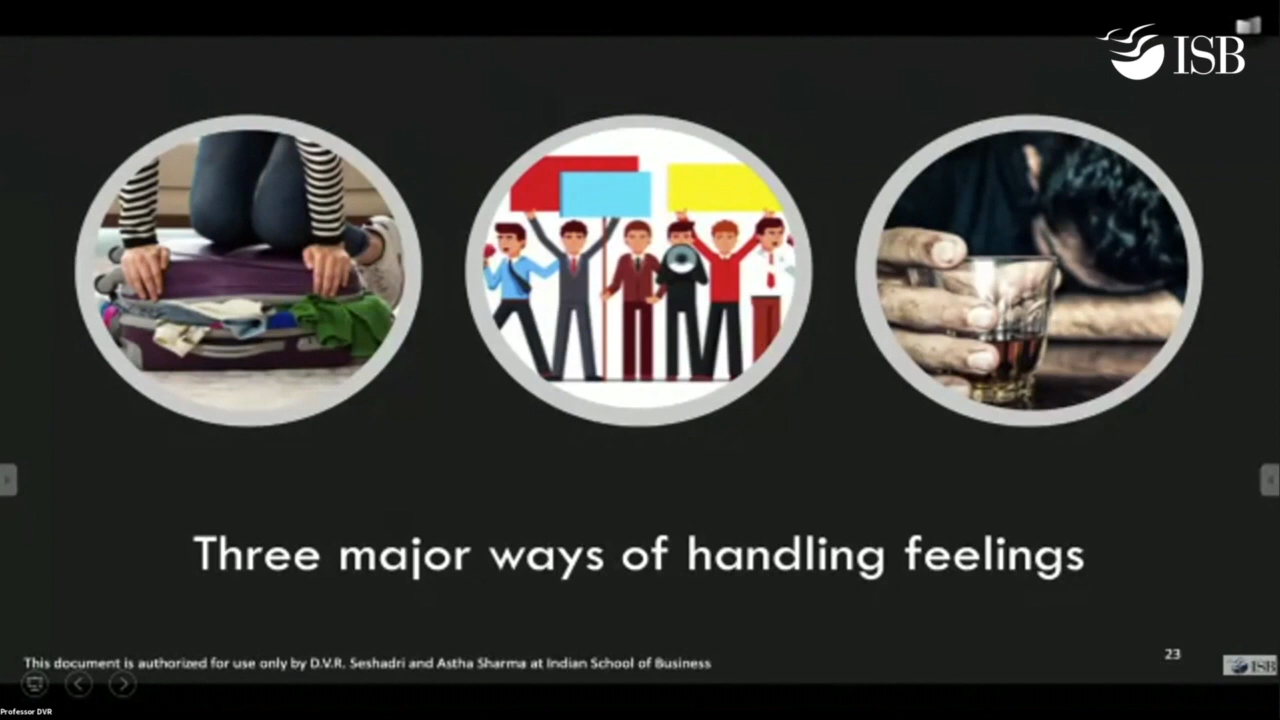 ISB
Three major ways of handling feelings
This document is authorized for use only by D.V.R. Seshadri and Astha Sharma at Indian School of Business
23
ISB
Professor DVR